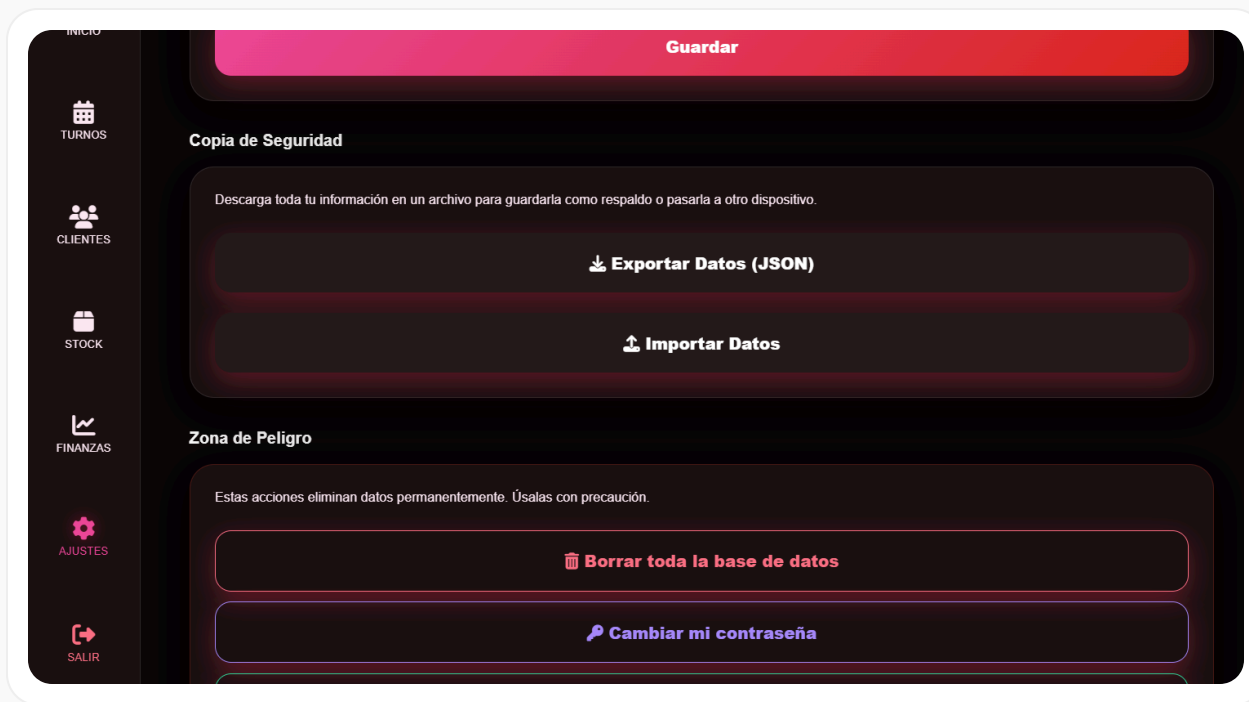 INICIO
TURNOS
CLIENTES
STOCK
FINANZAS
AJUSTES
SALIR
Guardar
Copia de Seguridad
Descarga toda tu información en un archivo para guardarla como respaldo o pasarla a otro dispositivo.
Exportar Datos (JSON)
Importar Datos
Zona de Peligro
Estas acciones eliminan datos permanentemente. Úsalas con precaución.
Borrar toda la base de datos
Cambiar mi contraseña